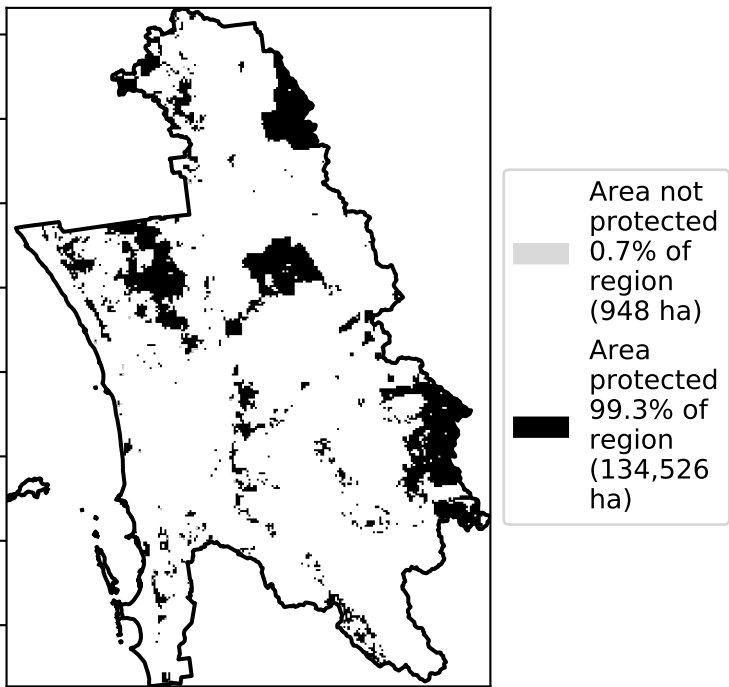 Area not
protected
0.7% of
region
(948 ha)
Area
protected
99.3% of
region
(134,526
ha)